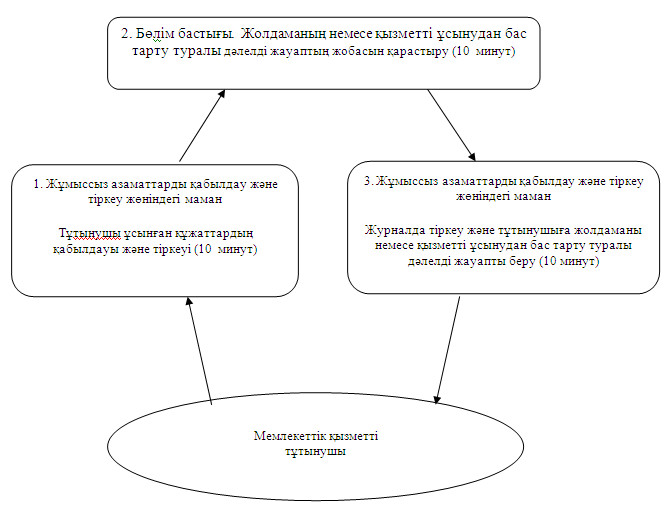 2. Бөдім бастығы. Жолдаманың немесе қызметті ұсынудан бас
тарту туралы дәлелді жауаптың жобасын қарастыру (10 минут)
1. Жұмыссыз азаматтарды қабылдау және
тіркеу жөніндегі маман
Тұтынушы ұсынған құжаттардың
қабылдауы және тіркеуі (10 минут)
3. Жұмыссыз азаматтарды қабылдау және тіркеу
жөніндегі маман
Журналда тіркеу және тұтынушыға жолдаманы
немесе қызметті ұсынудан бас тарту туралы
дәлелді жауапты беру (10 минут)
Мемлекеттік қызметті
тұтынушы